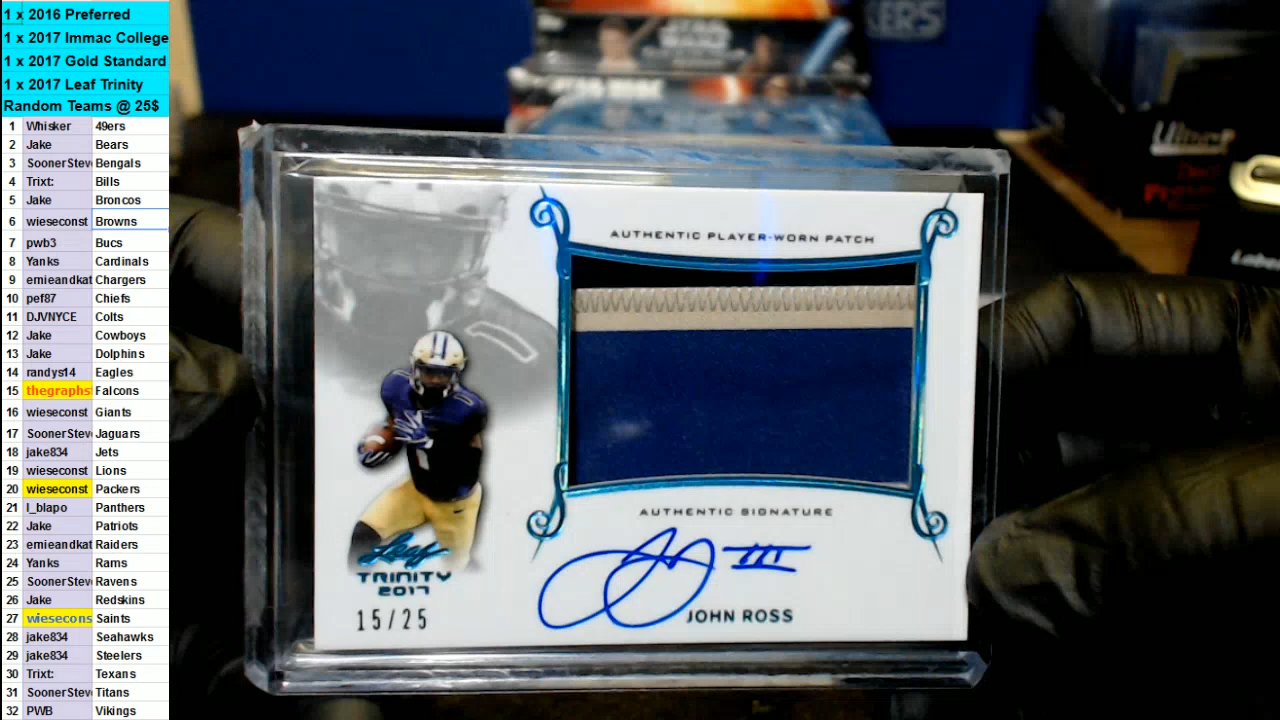 1 x 2016 Preferred
1 x 2017 Immac College
1 x 2017 Gold Standard
1 x 2017 Leaf Trinity
Random Teams @ 25$
1 Whisker 49ers
2 Jake Bears
3 SoonerStev Bengals
4 Trixt: Bills
5 Jake Broncos
6 wieseconst Browns
7 pwb3 Bucs
8 Yanks Cardinals
9 ernieandkat Chargers
10 pef87 Chiefs
11 DJVNYCE Colts
12 Jake Cowboys
13 Jake Dolphins
14 randys14 Eagles
15 thegraphs Falcons
16 wieseconst Giants
17 SoonerStev Jaguars
18 jake834 Jets
19 wieseconst Lions
20 wieseconst Packers
21 l_blapo Panthers
22 Jake Patriots
23 ernieandkat Raiders
24 Yanks Rams
25 SoonerStev Ravens
26 Jake Redskins
27 wiesecons Saints
28 jake834 Seahawks
29 jake834 Steelers
30 Trixt: Texans
31 SoonerStev Titans
32 PWB Vikings
KERS
STAR
WARS
AUTHENTIC PLAYER-WORN PATCH
AUTHENTIC SIGNATURE
III
JOHN ROSS
Leaf
TRINITY
2017
15/25